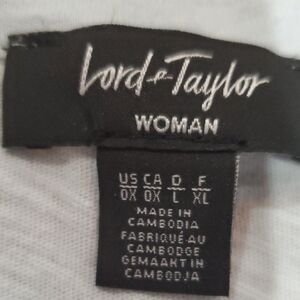 Lord & Taylor
WOMAN
US CA D F
0X 0X L XL
MADE IN
CAMBODIA
FABRIQUÉ AU
CAMBODGE
GEMAAKT IN
CAMBODJA